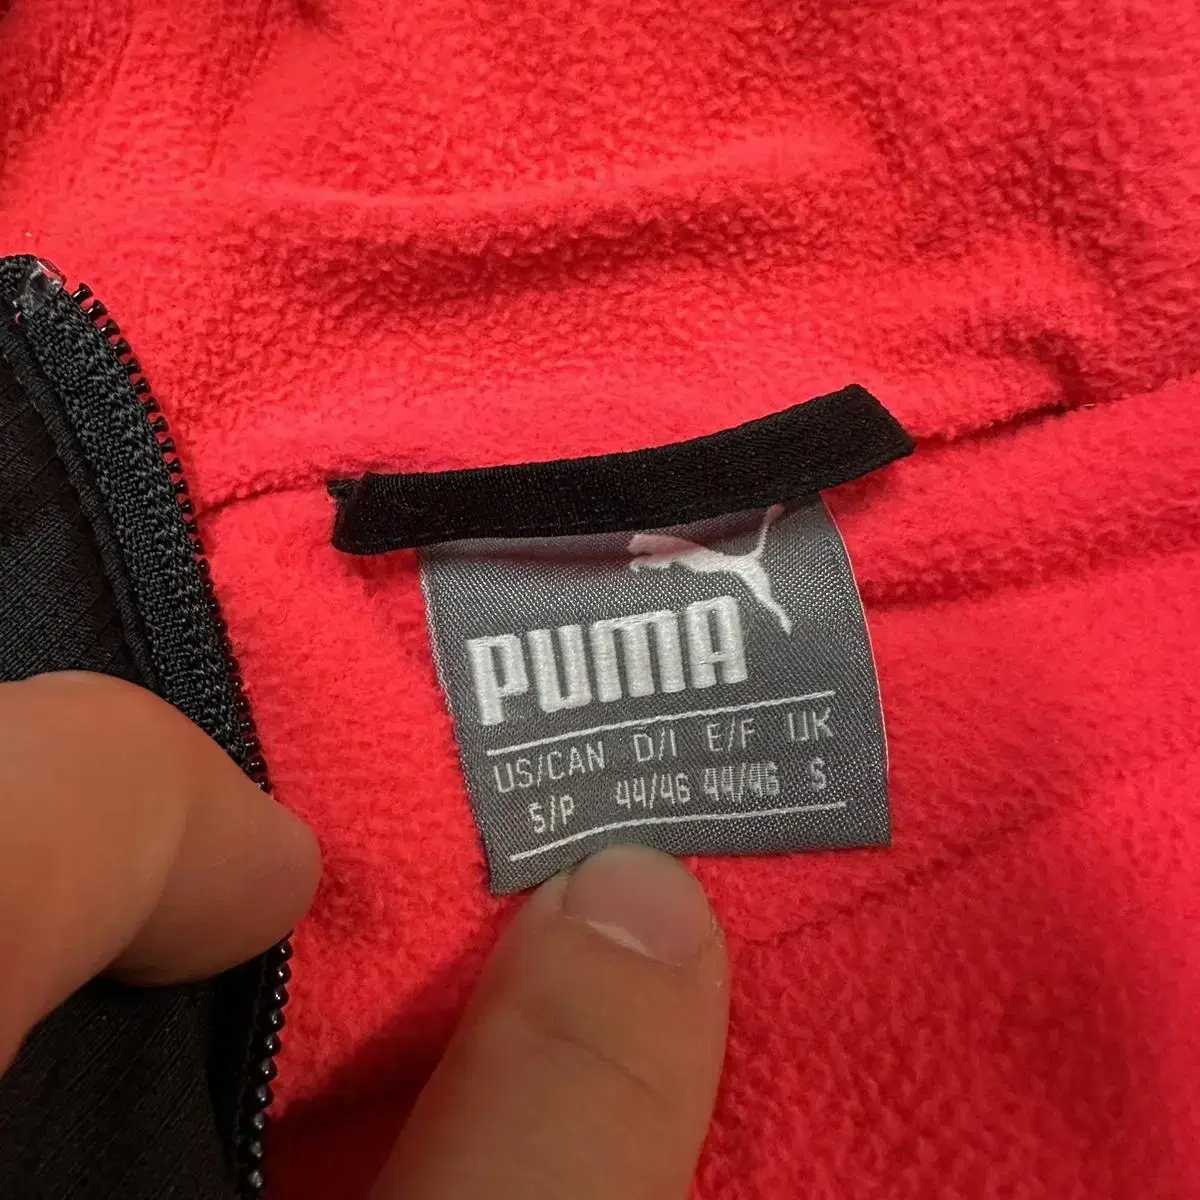 PUMA
US/CAN D/I E/F UK
S/P 44/46 44/46 S